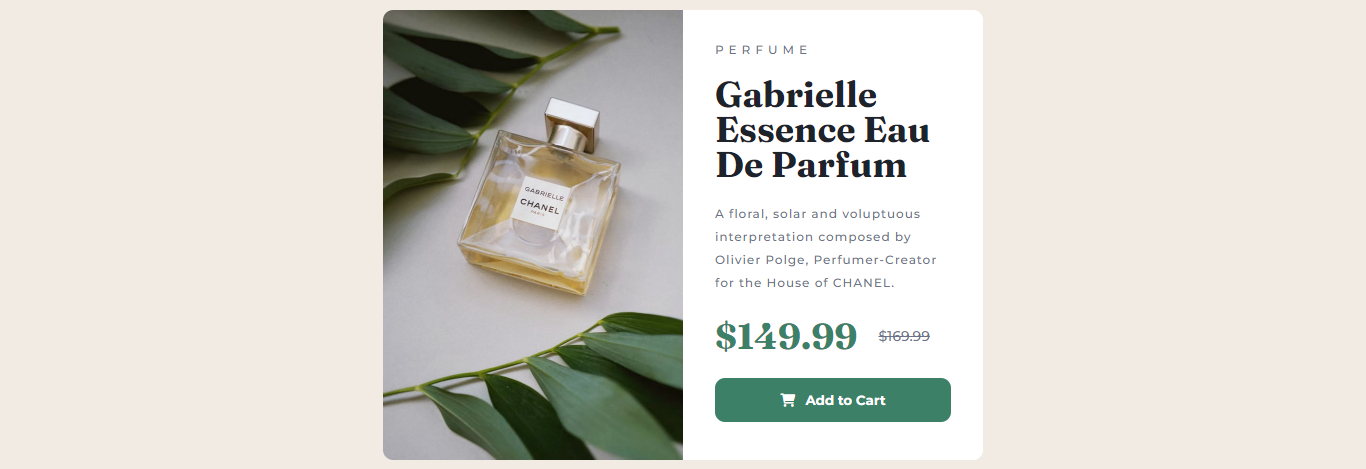 PERFUME
Gabrielle
Essence Eau
De Parfum
A floral, solar and voluptuous
interpretation composed by
Olivier Polge, Perfumer-Creator
for the House of CHANEL.
$149.99 $169.99
Add to Cart
GABRIELLE
CHANEL
PARIS